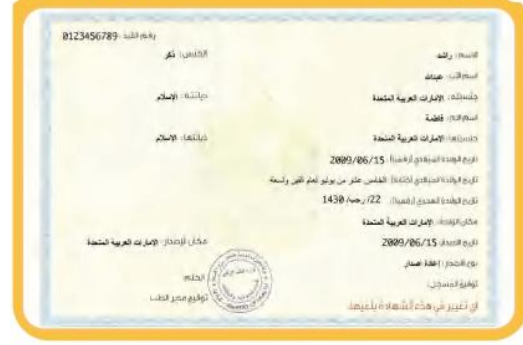 رقم القيد: 0123456789
الاسم: راشد الجنس: ذكر
اسم الأب: عبدالله
جنسيته: الإمارات العربية المتحدة ديانته: الإسلام
اسم الأم: فاطمة
جنسيتها: الإمارات العربية المتحدة ديانتها: الإسلام
تاريخ الولادة الميلادي (رقمياً): 2009/06/15
تاريخ الولادة الميلادي (كتابة): الخامس عشر من يوليو لعام ألفين وتسعة
تاريخ الولادة الهجري (رقمياً): 22/ رجب/ 1430
مكان الولادة: الإمارات العربية المتحدة
تاريخ الإصدار: 2009/06/15 مكان الإصدار: الإمارات العربية المتحدة
نوع الإصدار: إعادة إصدار
توقيع المسجل: الختم:
توقيع مدير الطب
أي تغيير في هذه الشهادة يلغيها.